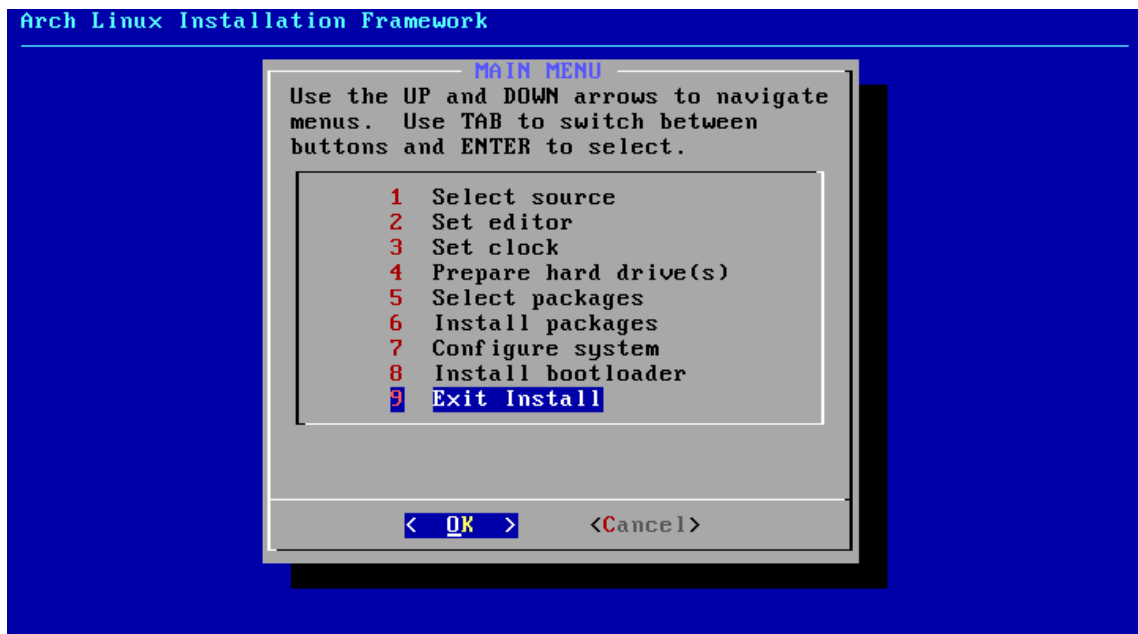 Arch Linux Installation Framework
MAIN MENU
Use the UP and DOWN arrows to navigate
menus.  Use TAB to switch between
buttons and ENTER to select.
1  Select source
2  Set editor
3  Set clock
4  Prepare hard drive(s)
5  Select packages
6  Install packages
7  Configure system
8  Install bootloader
9  Exit Install
<  OK  >     <Cancel>